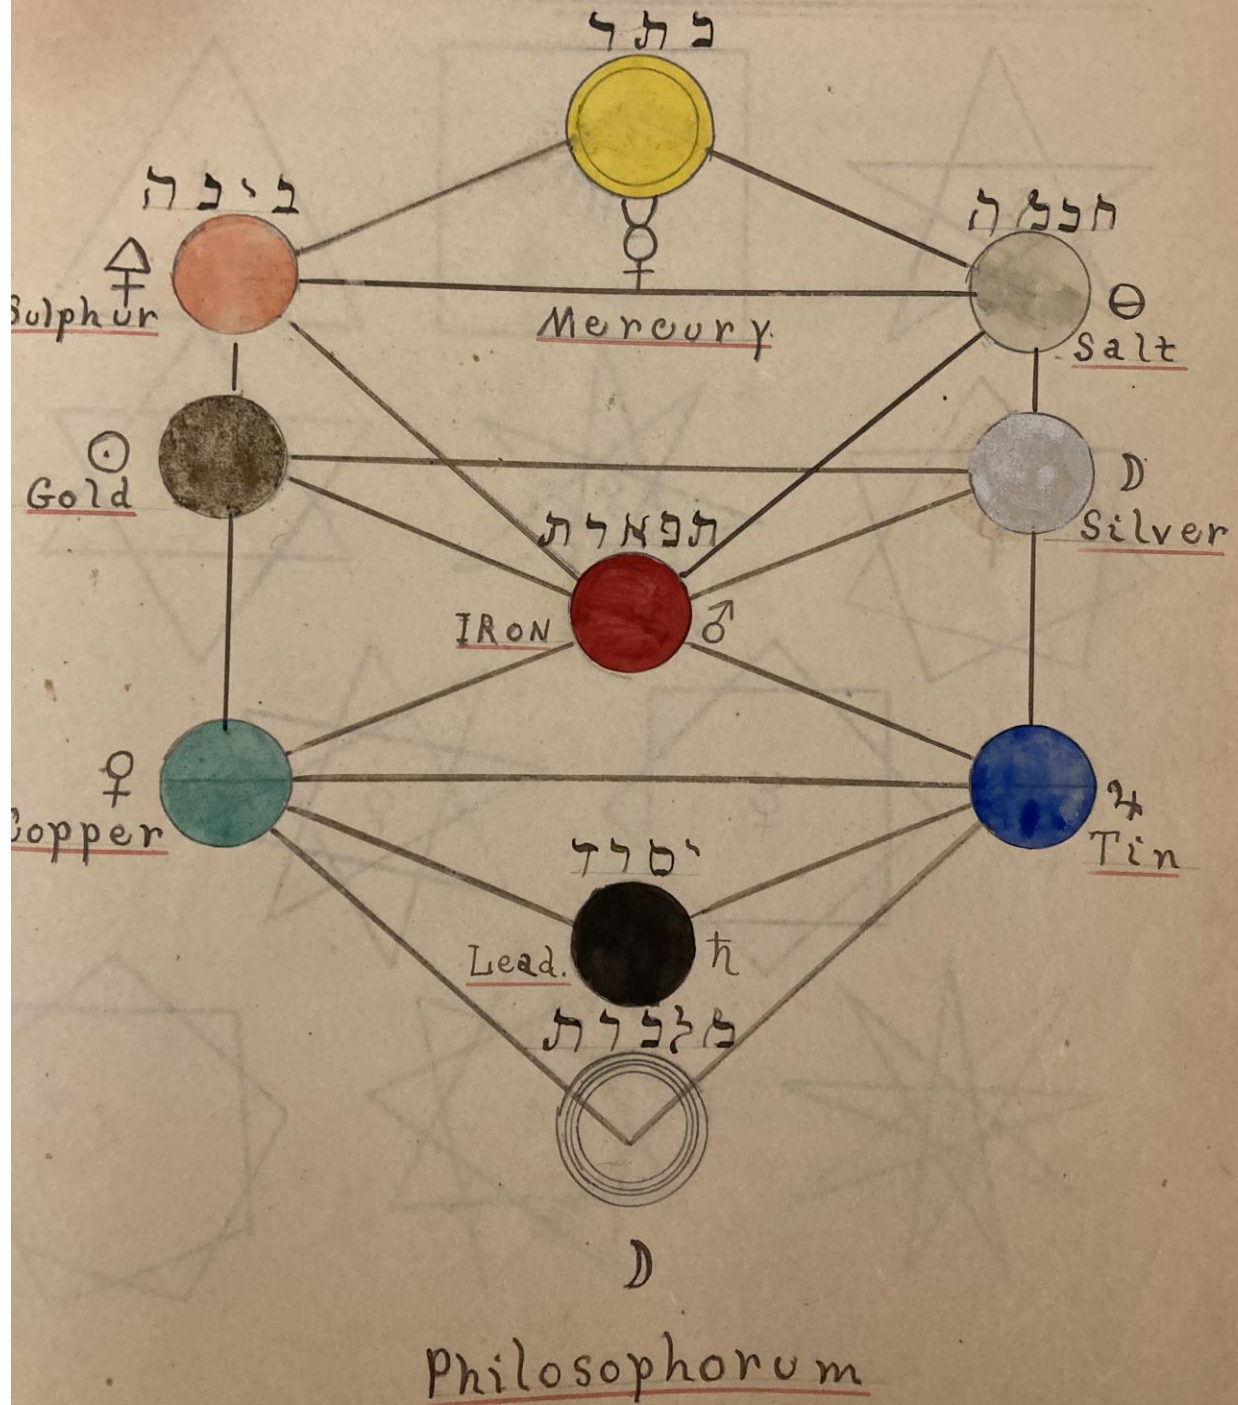 כתר
בינה
חכמה
Sulphur
Mercury
Salt
Gold
Silver
תפארת
IRON
Copper
Tin
יסוד
Lead.
מלכות
Philosophorum